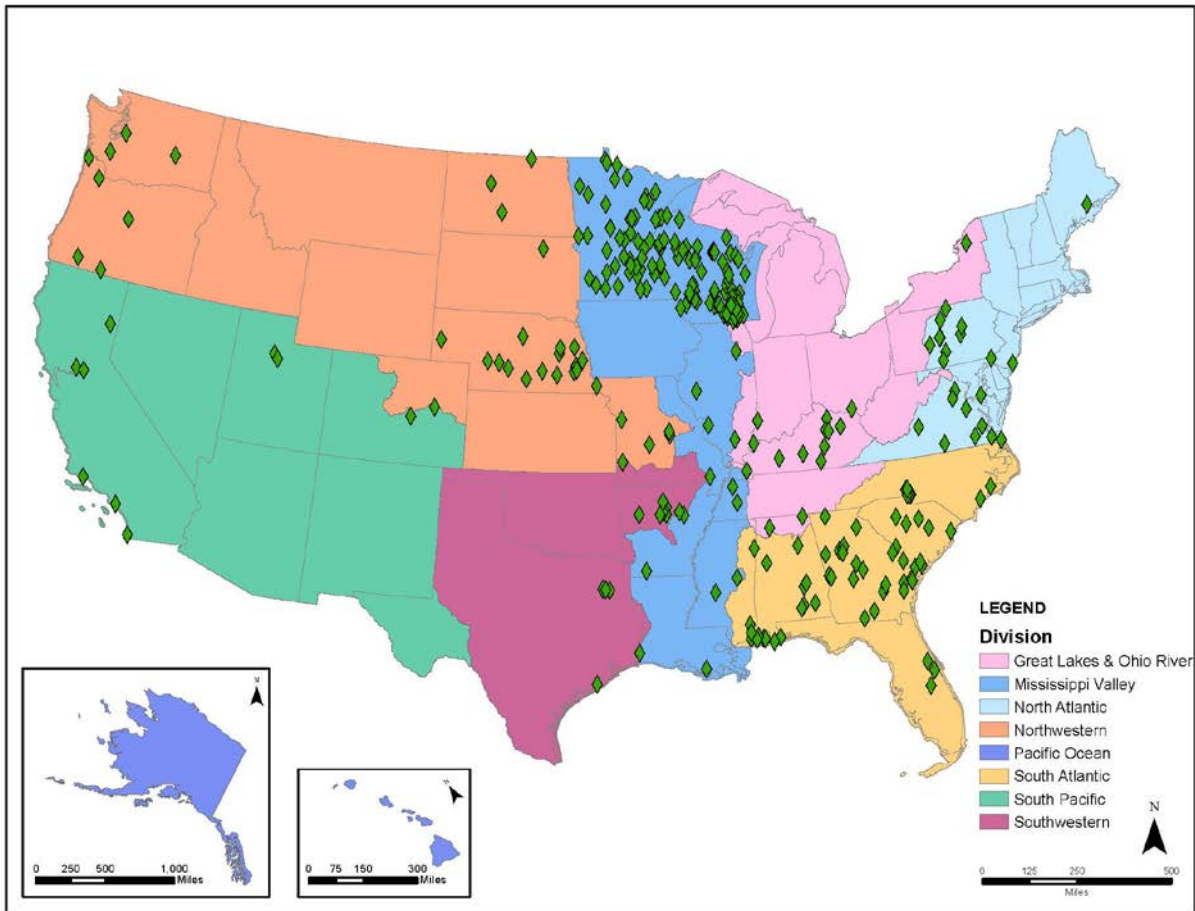 LEGEND
Division
Great Lakes & Ohio River
Mississippi Valley
North Atlantic
Northwestern
Pacific Ocean
South Atlantic
South Pacific
Southwestern
N
0 125 250 500
Miles
N
0 250 500 1,000
Miles
N
0 75 150 300
Miles